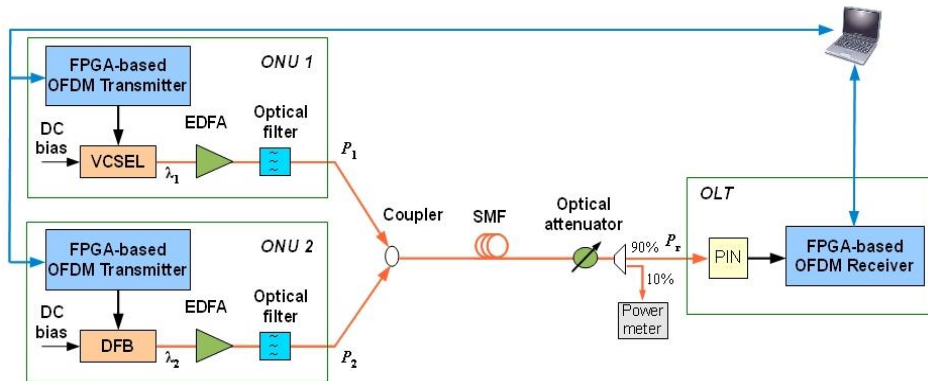 ONU 1
FPGA-based
OFDM Transmitter
DC
bias
VCSEL
λ1
EDFA
Optical
filter
P1
ONU 2
FPGA-based
OFDM Transmitter
DC
bias
DFB
λ2
EDFA
Optical
filter
P2
Coupler
SMF
Optical
attenuator
90%
Pr
10%
Power
meter
OLT
PIN
FPGA-based
OFDM Receiver